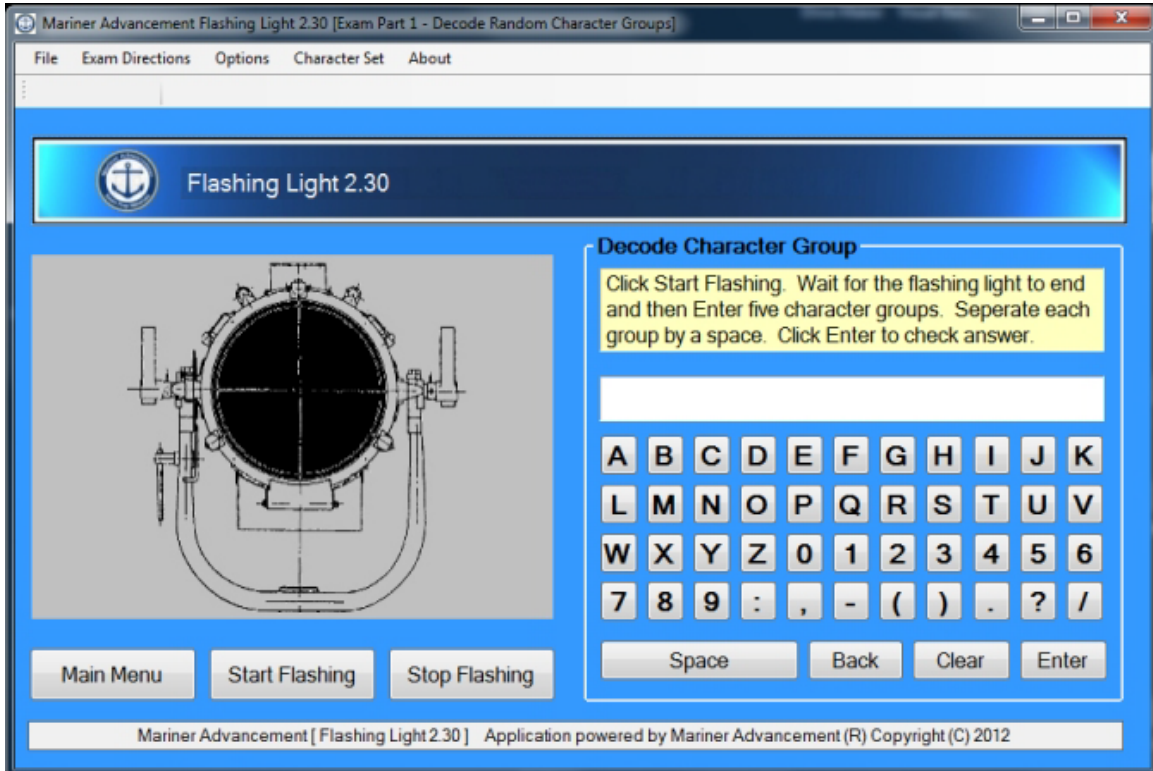 Mariner Advancement Flashing Light 2.30 [Exam Part 1 - Decode Random Character Groups]
File Exam Directions Options Character Set About
Flashing Light 2.30
Decode Character Group
Click Start Flashing. Wait for the flashing light to end
and then Enter five character groups. Seperate each
group by a space. Click Enter to check answer.
A B C D E F G H I J K
L M N O P Q R S T U V
W X Y Z 0 1 2 3 4 5 6
7 8 9 : , - ( ) . ? /
Space Back Clear Enter
Main Menu Start Flashing Stop Flashing
Mariner Advancement [ Flashing Light 2.30 ] Application powered by Mariner Advancement (R) Copyright (C) 2012